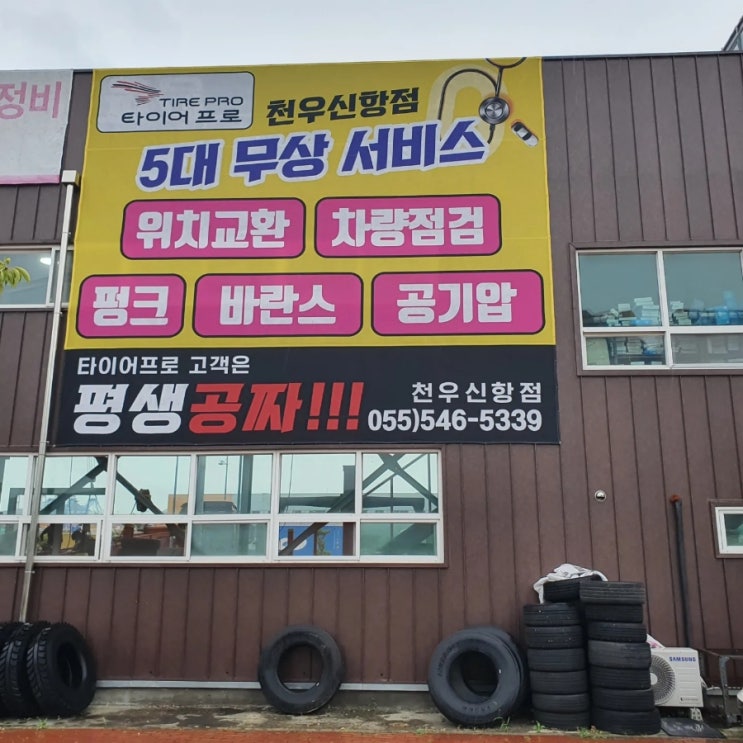 정비
TIRE PRO
타이어프로
천우신항점
5대 무상 서비스
위치교환
차량점검
펑크
바란스
공기압
타이어프로 고객은
평생공짜!!!
천우신항점
055)546-5339
SAMSUNG